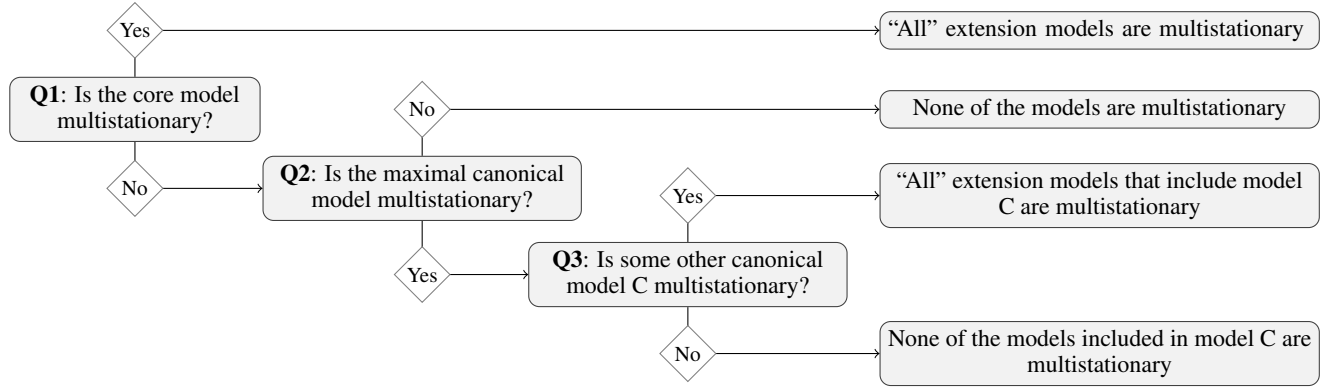 Yes
“All” extension models are multistationary
Q1: Is the core model
multistationary?
No
None of the models are multistationary
No
Q2: Is the maximal canonical
model multistationary?
Yes
“All” extension models that include model
C are multistationary
Yes
Q3: Is some other canonical
model C multistationary?
No
None of the models included in model C are
multistationary